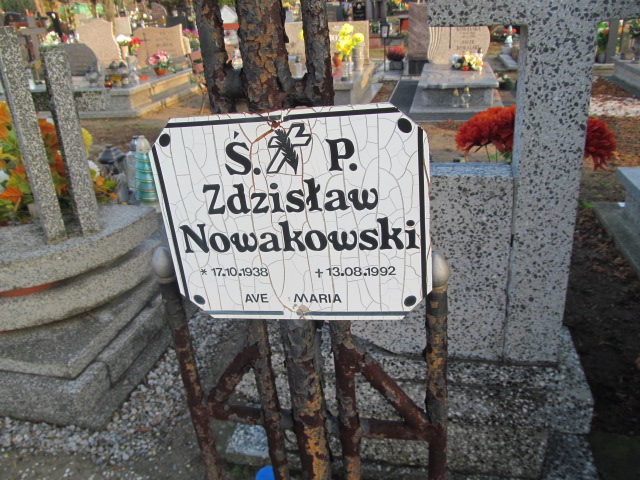 Ś. P.
Zdzisław
Nowakowski
* 17.10.1938 + 13.08.1992
AVE MARIA